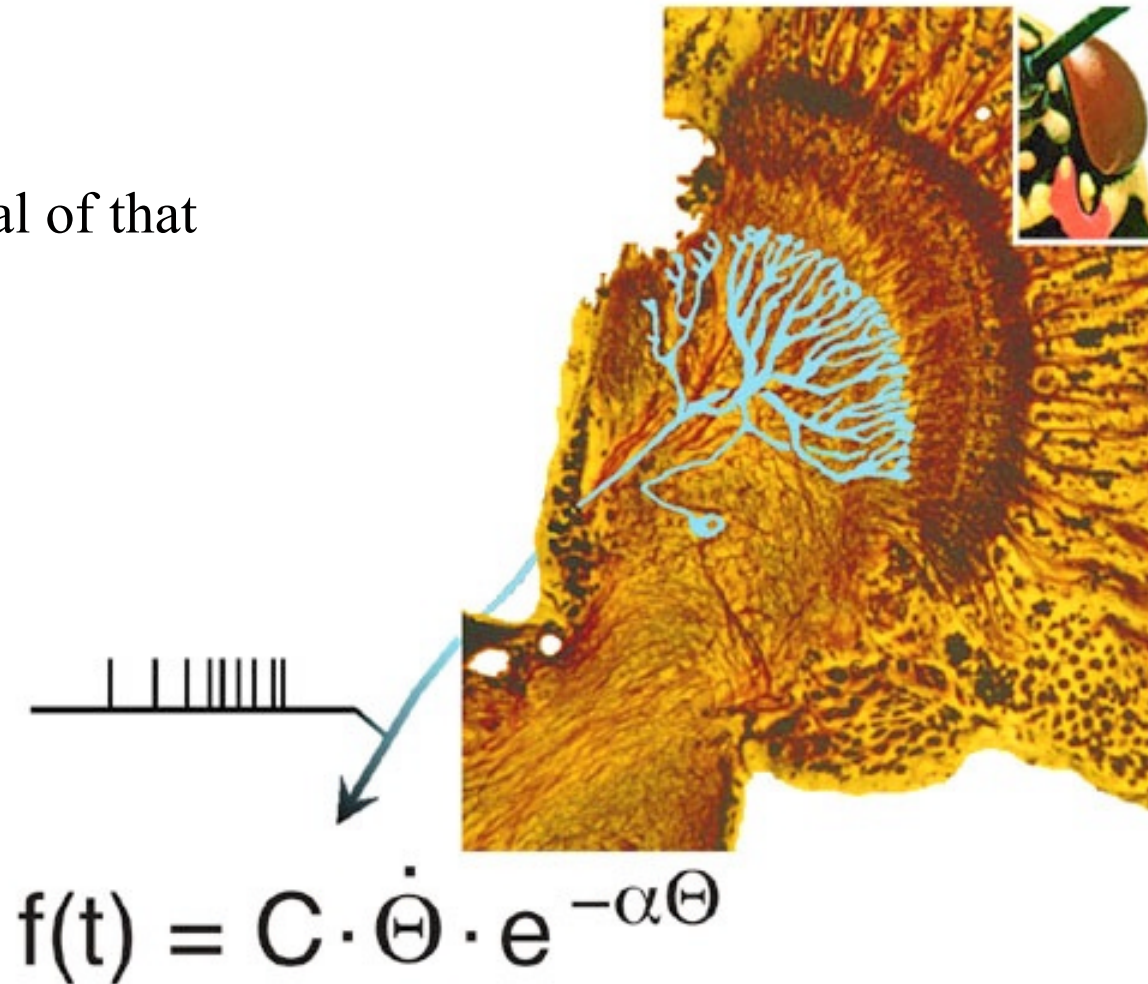 al of that
f(t) = C · Θ̇ · e^{−αΘ}